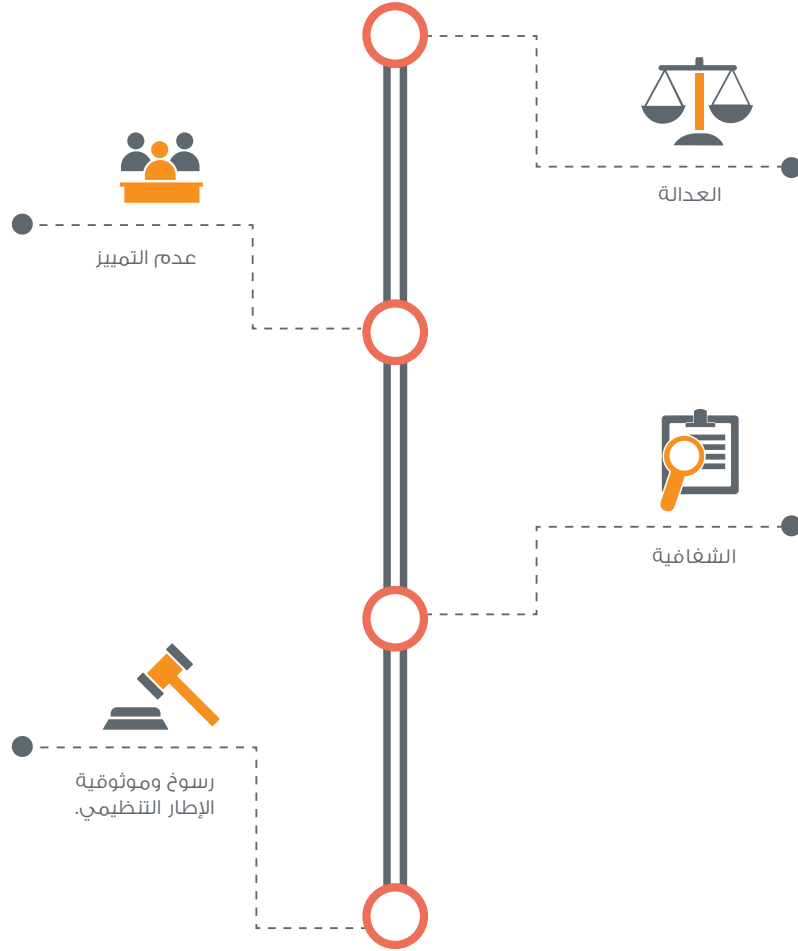 العدالة
عدم التمييز
الشفافية
رسوخ وموثوقية
الإطار التنظيمي.